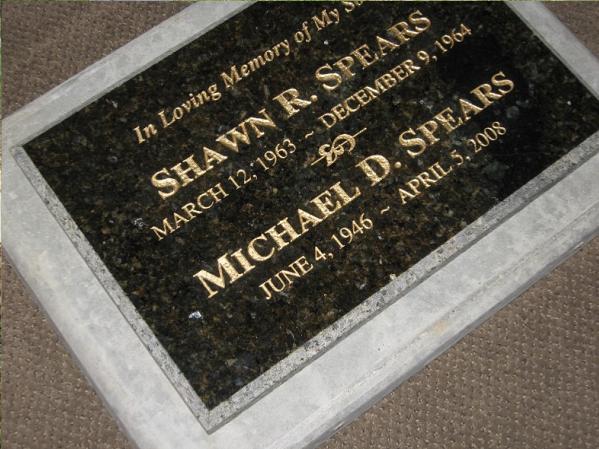 In Loving Memory of My
SHAWN R. SPEARS
MARCH 12, 1963 ~ DECEMBER 9, 1964
MICHAEL D. SPEARS
JUNE 4, 1946 ~ APRIL 5, 2008